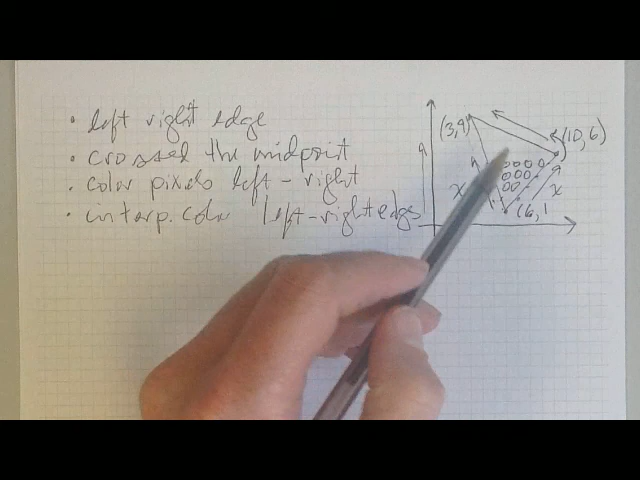 • left right edge
• crossed the midpoint
• color pixels left - right
• interp. color left-right edges
(3,9)
(10,6)
x
x
(6,1